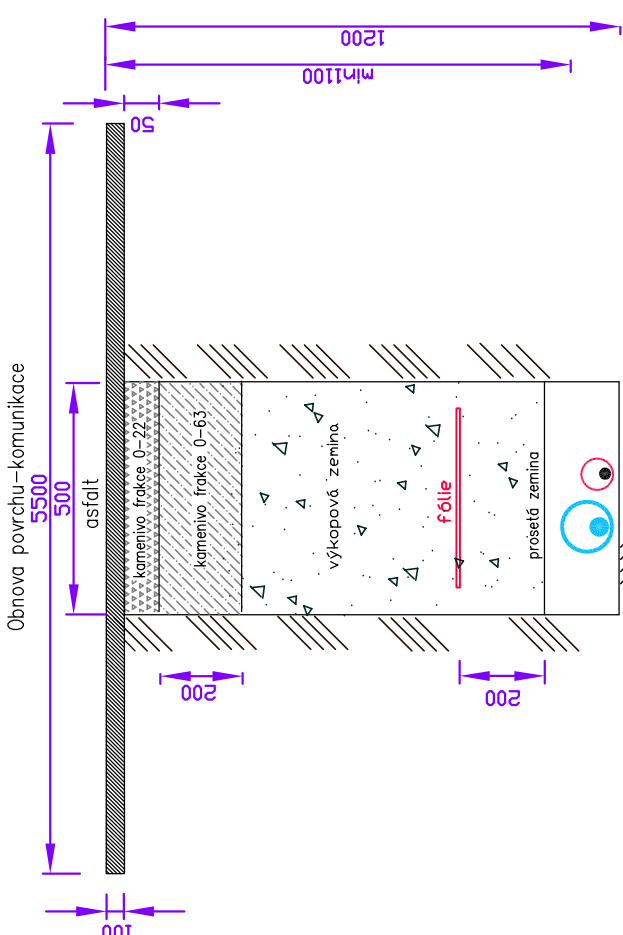 Obnova povrchu-komunikace
5500
500
asfalt
100
50
min1100
1200
kamenivo frakce 0-22
kamenivo frakce 0-63
200
výkopová zemina
fólie
200
prosetá zemina